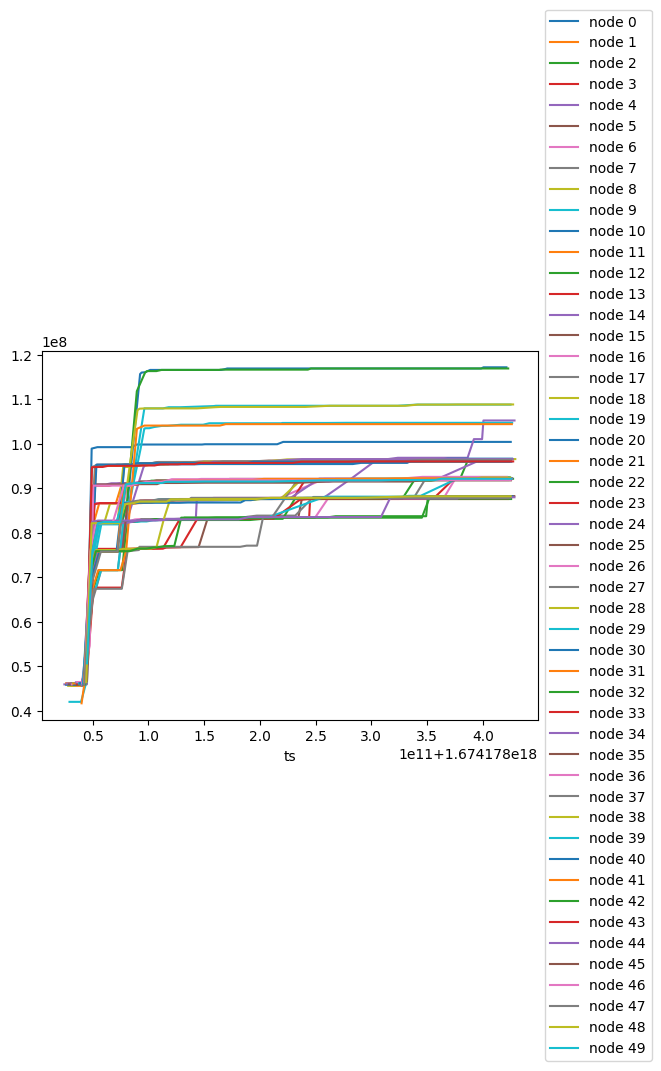 1e8
1.2
1.1
1.0
0.9
0.8
0.7
0.6
0.5
0.4
0.5 1.0 1.5 2.0 2.5 3.0 3.5 4.0
ts
1e11+1.674178e18
node 0
node 1
node 2
node 3
node 4
node 5
node 6
node 7
node 8
node 9
node 10
node 11
node 12
node 13
node 14
node 15
node 16
node 17
node 18
node 19
node 20
node 21
node 22
node 23
node 24
node 25
node 26
node 27
node 28
node 29
node 30
node 31
node 32
node 33
node 34
node 35
node 36
node 37
node 38
node 39
node 40
node 41
node 42
node 43
node 44
node 45
node 46
node 47
node 48
node 49